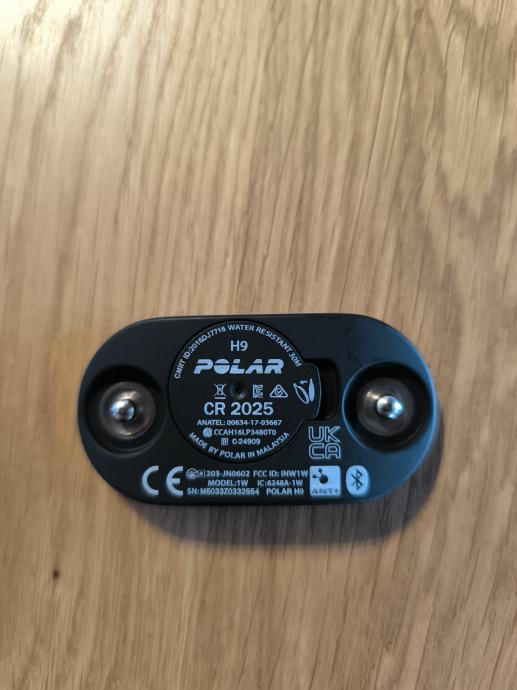 CMIIT ID:2016DJ7716 WATER RESISTANT 30M
H9
POLAR
CR 2025
ANATEL: 00634-17-03667
CCAH16LP3480T0
C-24909
MADE BY POLAR IN MALAYSIA
UK
CA
CE
203-JN0602 FCC ID: INW1W
MODEL:1W IC:6248A-1W
SN:M5033Z0332554 POLAR H9
ANT+